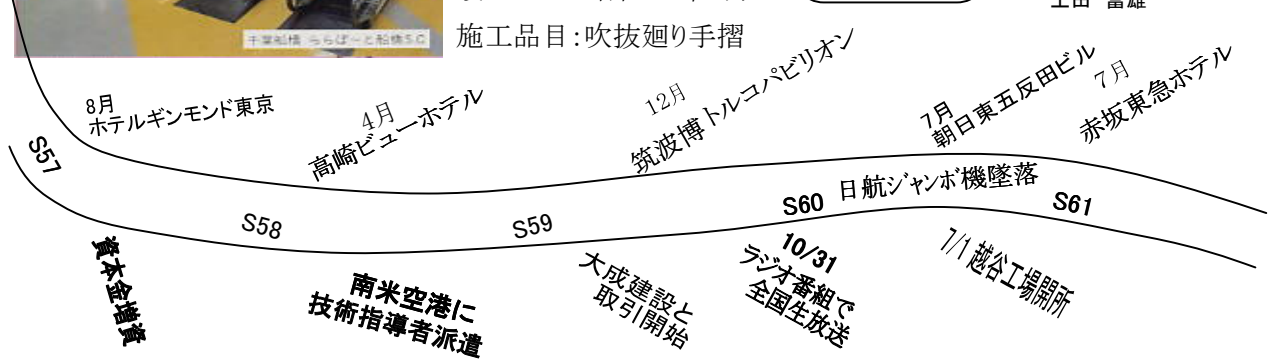 千葉船橋 ららぽーと船橋S.C
施工品目：吹抜廻り手摺
8月
ホテルギンモンド東京
4月
高崎ビューホテル
12月
筑波博トルコパビリオン
7月
朝日東五反田ビル
7月
赤坂東急ホテル
S57
S58
S59
S60
日航ジャンボ機墜落
S61
資本金増資
南米空港に
技術指導者派遣
大成建設と
取引開始
10/31
ラジオ番組で
全国生放送
7/1 越谷工場開所